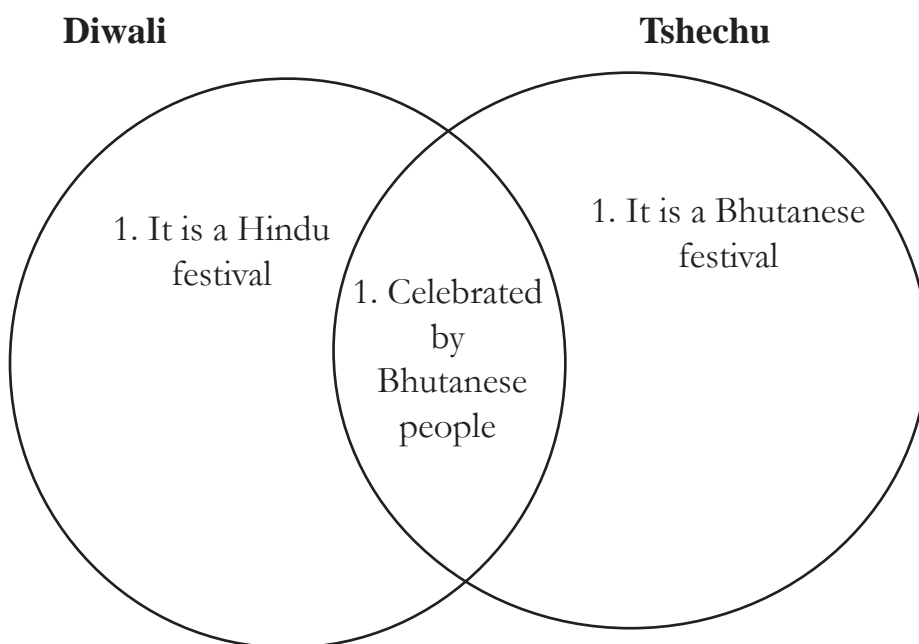 Diwali
Tshechu
1. It is a Hindu
festival
1. Celebrated
by
Bhutanese
people
1. It is a Bhutanese
festival